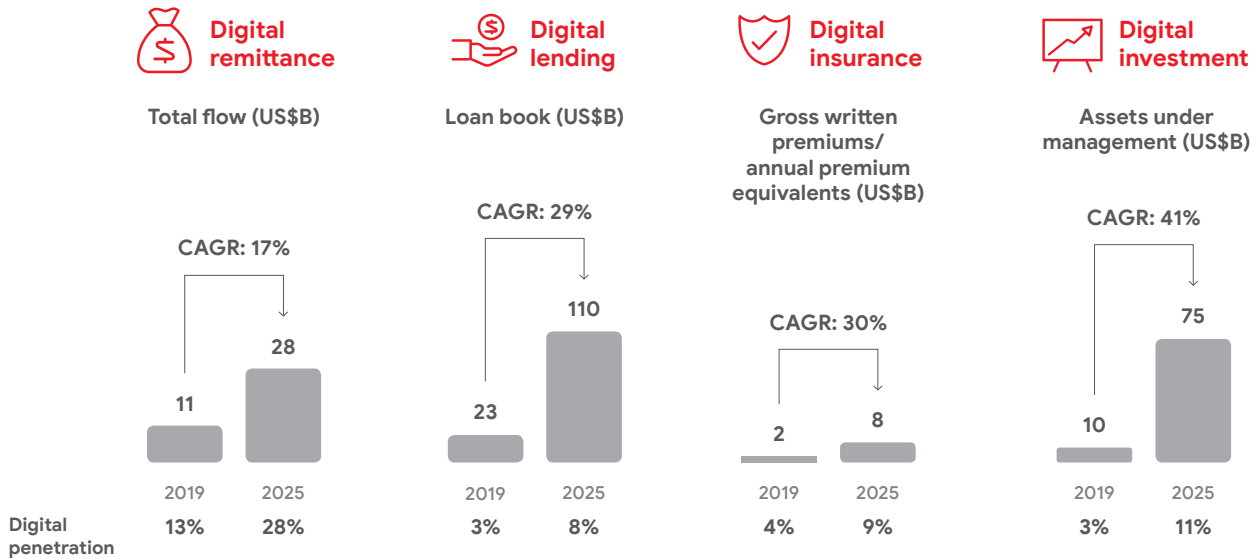 Digital
remittance
Total flow (US$B)
CAGR: 17%
11
28
2019
2025
Digital
lending
Loan book (US$B)
CAGR: 29%
23
110
2019
2025
Digital
insurance
Gross written
premiums/
annual premium
equivalents (US$B)
CAGR: 30%
2
8
2019
2025
Digital
investment
Assets under
management (US$B)
CAGR: 41%
10
75
2019
2025
Digital
penetration
13% 28% 3% 8% 4% 9% 3% 11%